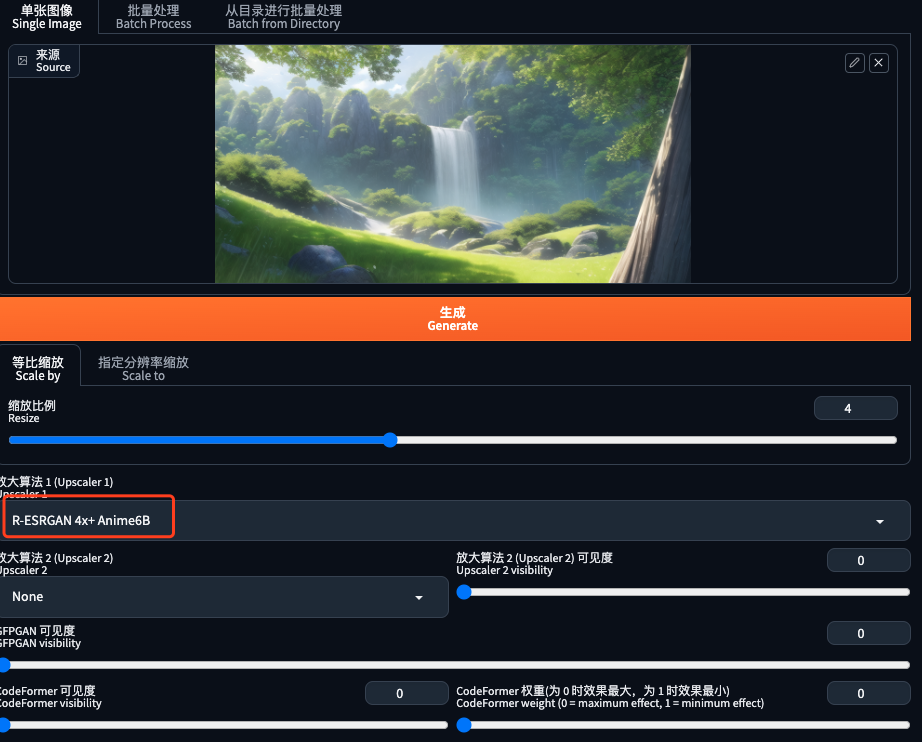 单张图像
Single Image
批量处理
Batch Process
从目录进行批量处理
Batch from Directory
来源
Source
生成
Generate
等比缩放
Scale by
指定分辨率缩放
Scale to
缩放比例
Resize
4
放大算法 1 (Upscaler 1)
Upscaler 1
R-ESRGAN 4x+ Anime6B
放大算法 2 (Upscaler 2)
Upscaler 2
None
放大算法 2 (Upscaler 2) 可见度
Upscaler 2 visibility
0
GFPGAN 可见度
GFPGAN visibility
0
CodeFormer 可见度
CodeFormer visibility
0
CodeFormer 权重(为 0 时效果最大，为 1 时效果最小)
CodeFormer weight (0 = maximum effect, 1 = minimum effect)
0